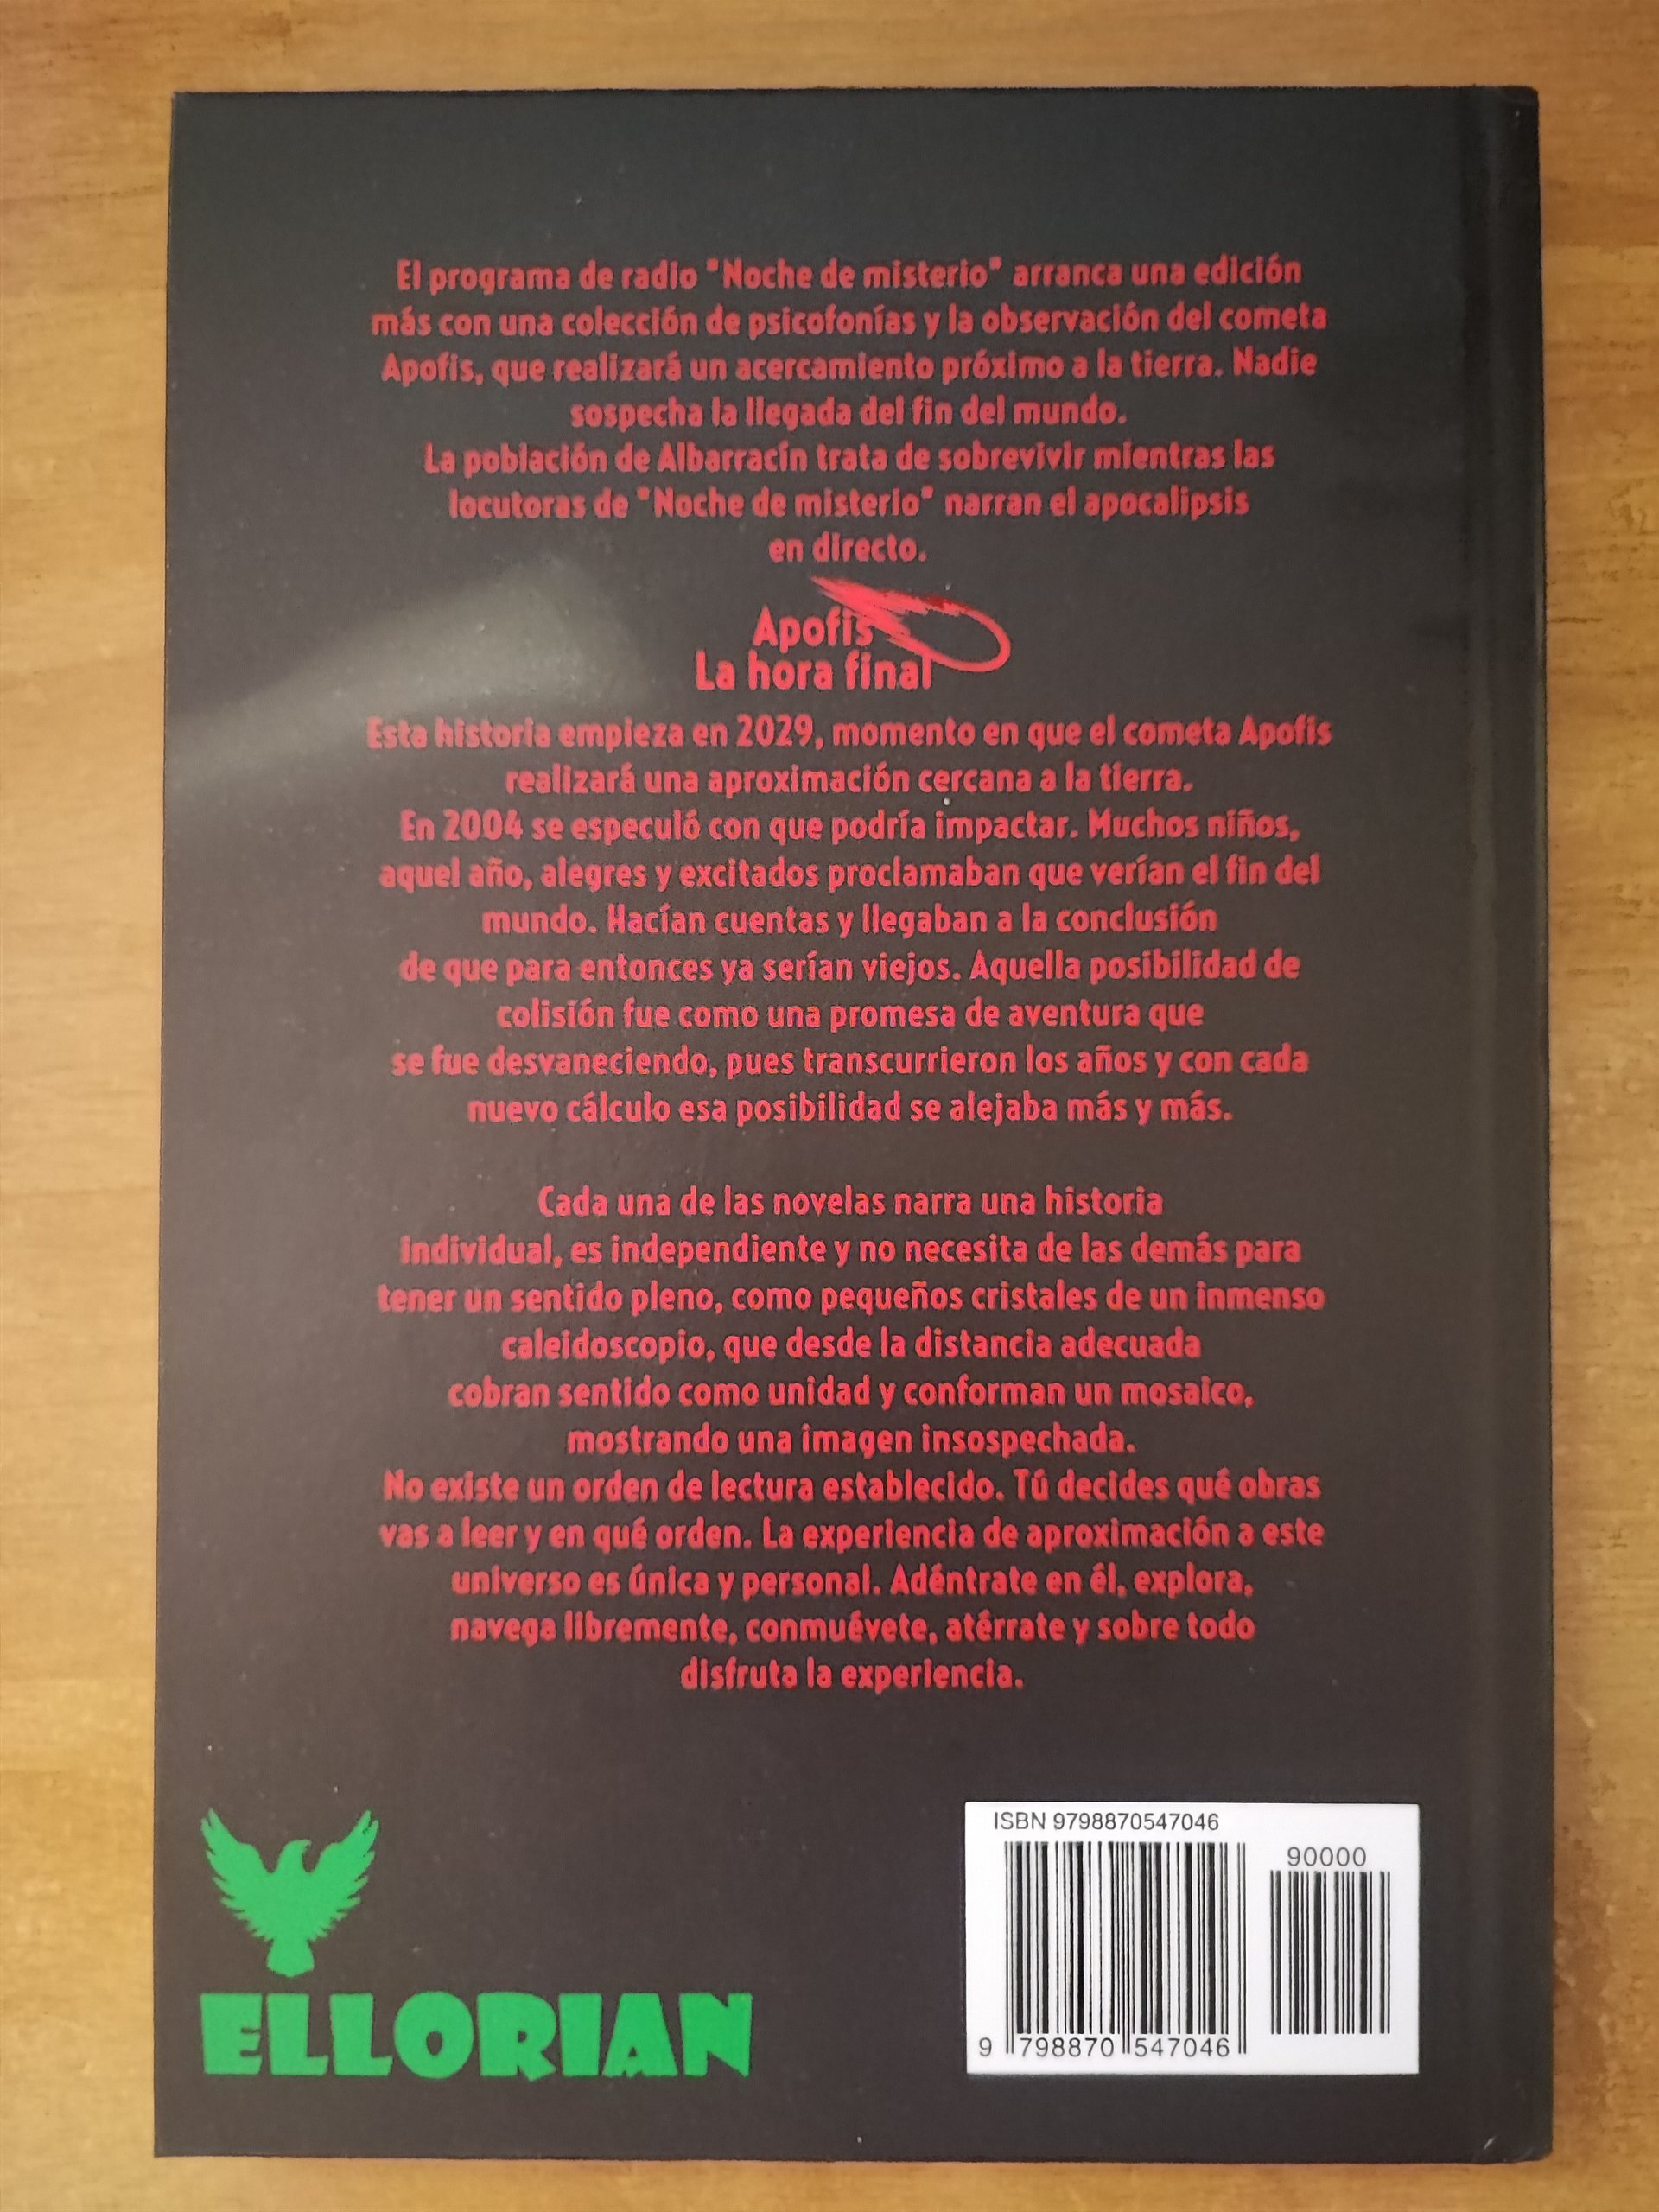 El programa de radio "Noche de misterio" arranca una edición
más con una colección de psicofonías y la observación del cometa
Apofis, que realizará un acercamiento próximo a la tierra. Nadie
sospecha la llegada del fin del mundo.
La población de Albarracín trata de sobrevivir mientras las
locutoras de "Noche de misterio" narran el apocalipsis
en directo.
Apofis
La hora final
Esta historia empieza en 2029, momento en que el cometa Apofis
realizará una aproximación cercana a la tierra.
En 2004 se especuló con que podría impactar. Muchos niños,
aquel año, alegres y excitados proclamaban que verían el fin del
mundo. Hacían cuentas y llegaban a la conclusión
de que para entonces ya serían viejos. Aquella posibilidad de
colisión fue como una promesa de aventura que
se fue desvaneciendo, pues transcurrieron los años y con cada
nuevo cálculo esa posibilidad se alejaba más y más.
Cada una de las novelas narra una historia
individual, es independiente y no necesita de las demás para
tener un sentido pleno, como pequeños cristales de un inmenso
caleidoscopio, que desde la distancia adecuada
cobran sentido como unidad y conforman un mosaico,
mostrando una imagen insospechada.
No existe un orden de lectura establecido. Tú decides qué obras
vas a leer y en qué orden. La experiencia de aproximación a este
universo es única y personal. Adéntrate en él, explora,
navega libremente, conmuévete, atérrate y sobre todo
disfruta la experiencia.
ELLORIAN
ISBN 9798870547046
90000
9 798870 547046